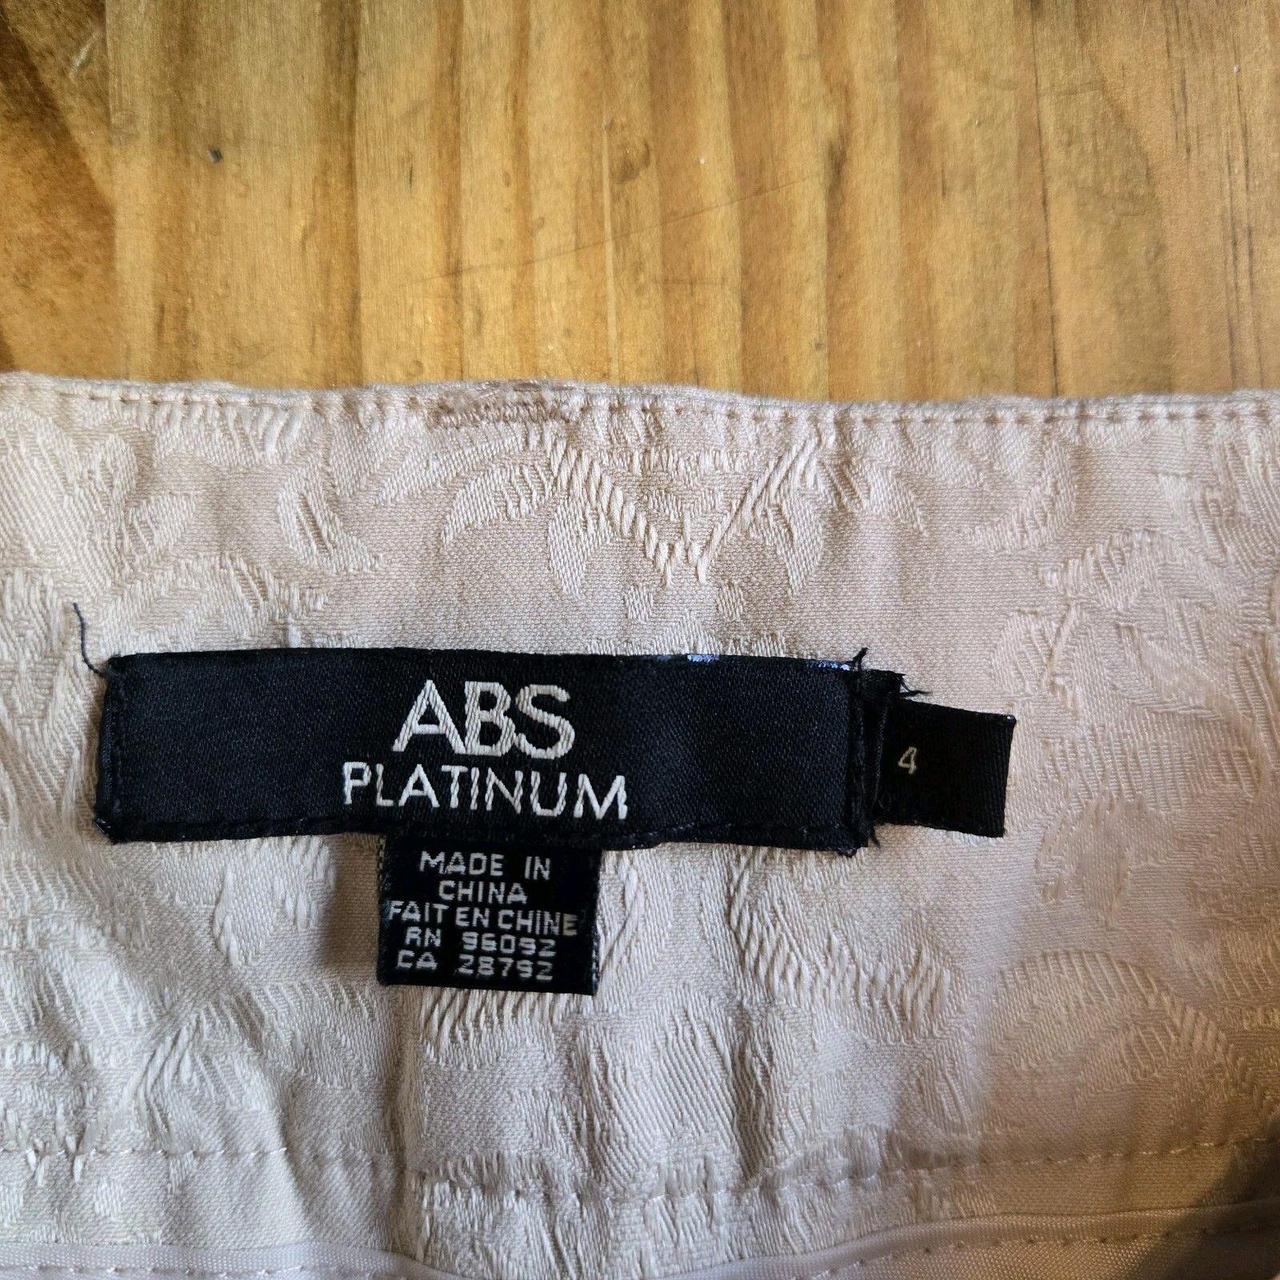 ABS
PLATINUM
4
MADE IN
CHINA
FAIT EN CHINE
RN 96092
CA 28792